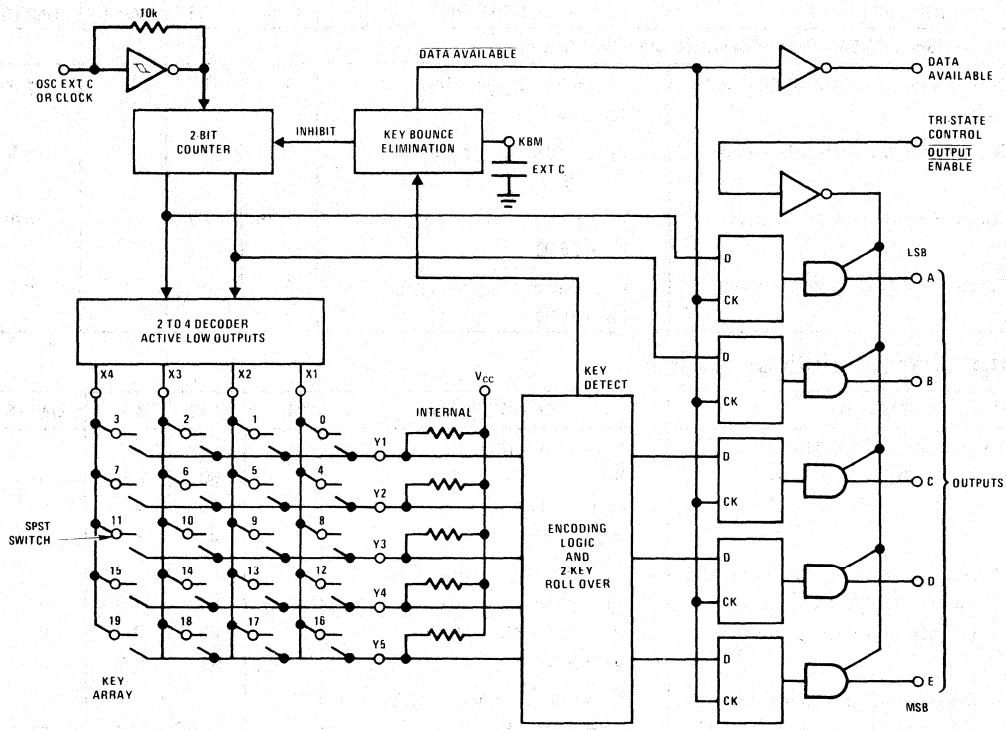 10k
OSC EXT C
OR CLOCK
DATA AVAILABLE
DATA
AVAILABLE
2-BIT
COUNTER
INHIBIT
KEY BOUNCE
ELIMINATION
KBM
EXT C
TRI-STATE
CONTROL
OUTPUT
ENABLE
D
CK
LSB
A
2 TO 4 DECODER
ACTIVE LOW OUTPUTS
X4
X3
X2
X1
VCC
KEY
DETECT
D
CK
B
INTERNAL
3
2
1
0
Y1
7
6
5
4
Y2
D
CK
C
OUTPUTS
SPST
SWITCH
11
10
9
8
Y3
ENCODING
LOGIC
AND
2-KEY
ROLL OVER
15
14
13
12
Y4
D
CK
D
19
18
17
16
Y5
D
CK
E
MSB
KEY
ARRAY